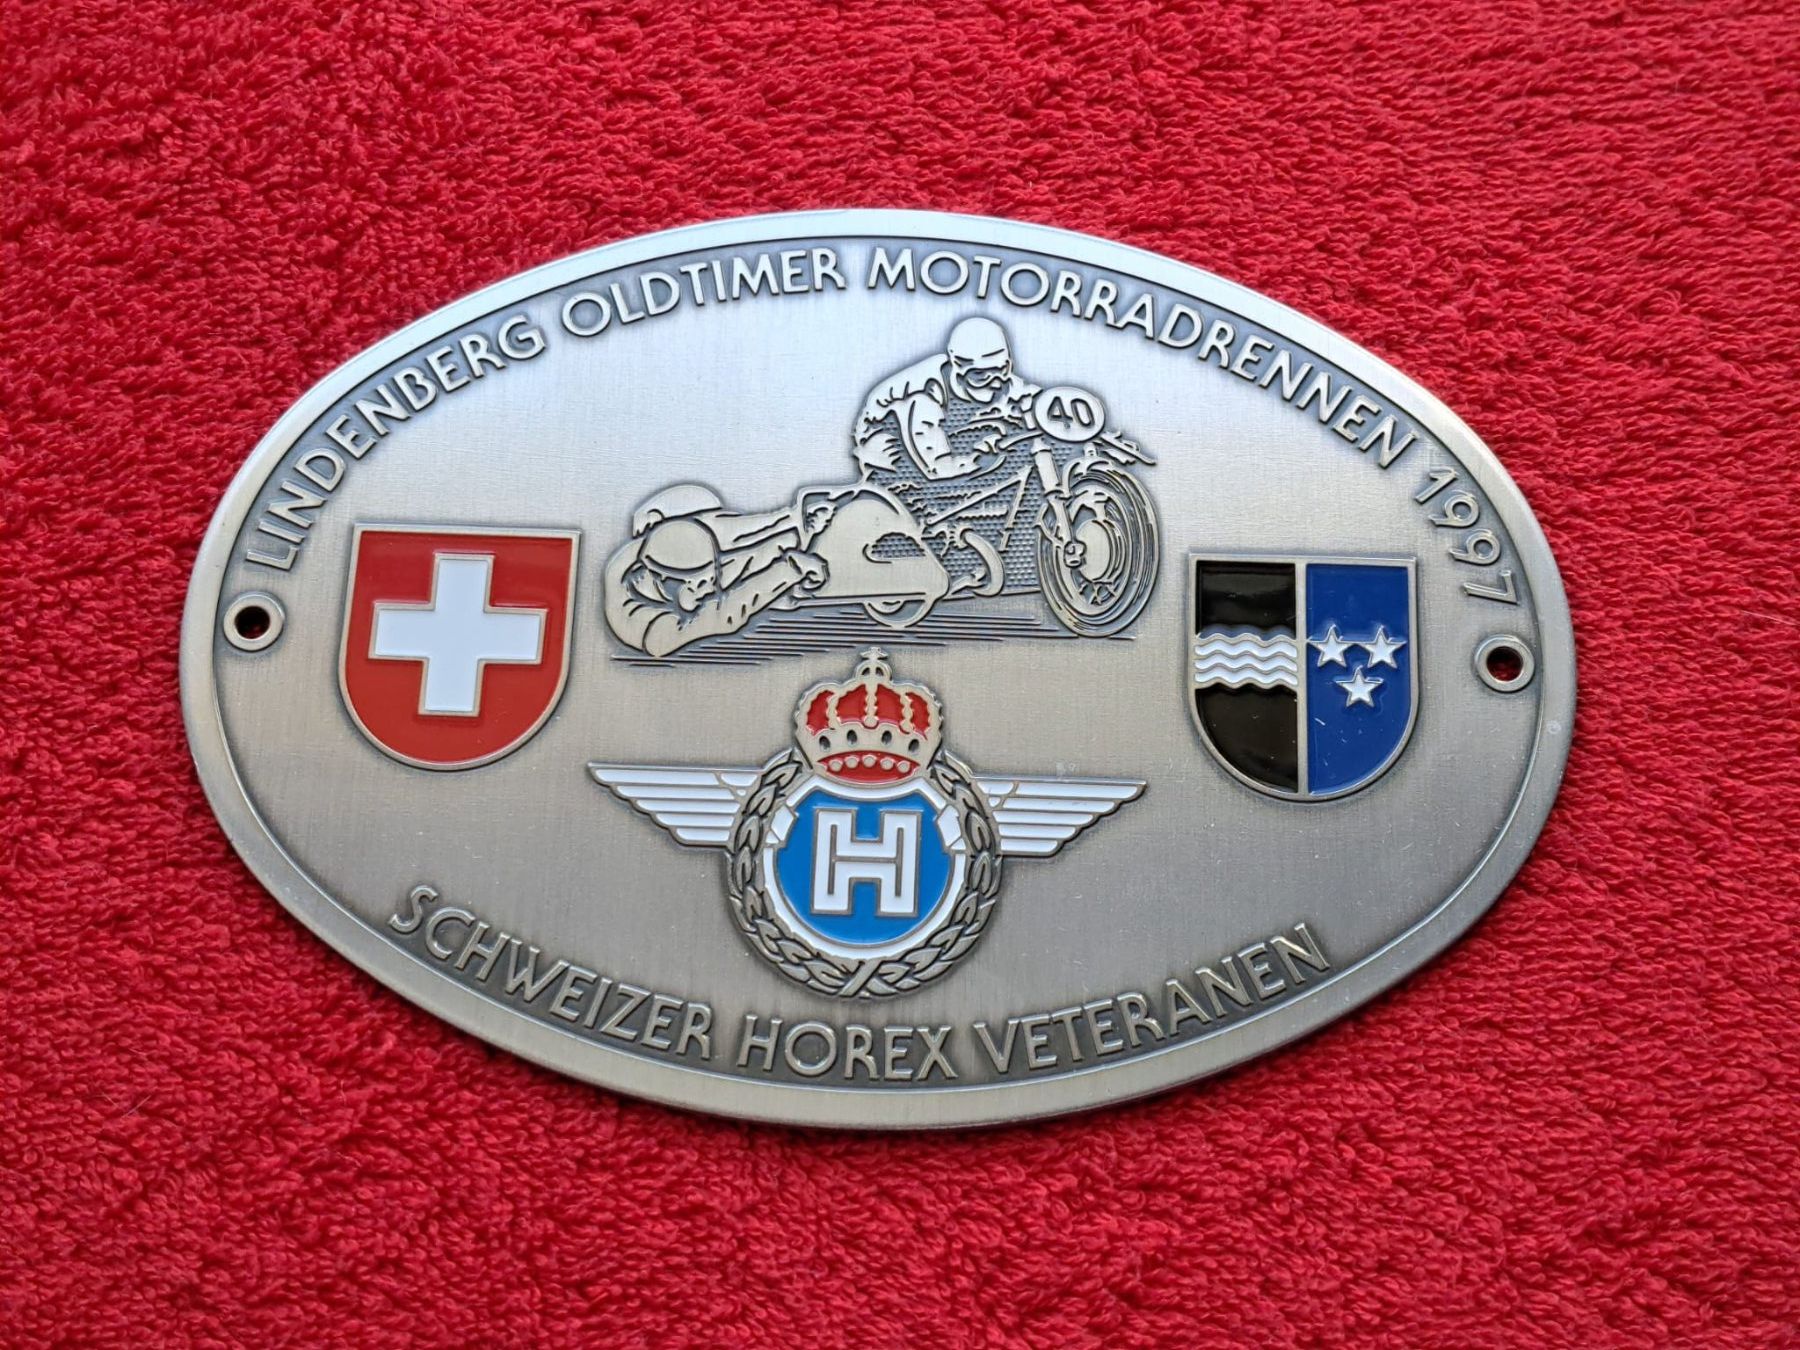 LINDENBERG OLDTIMER MOTORRADRENNEN 1997
40
H
SCHWEIZER HOREX VETERANEN